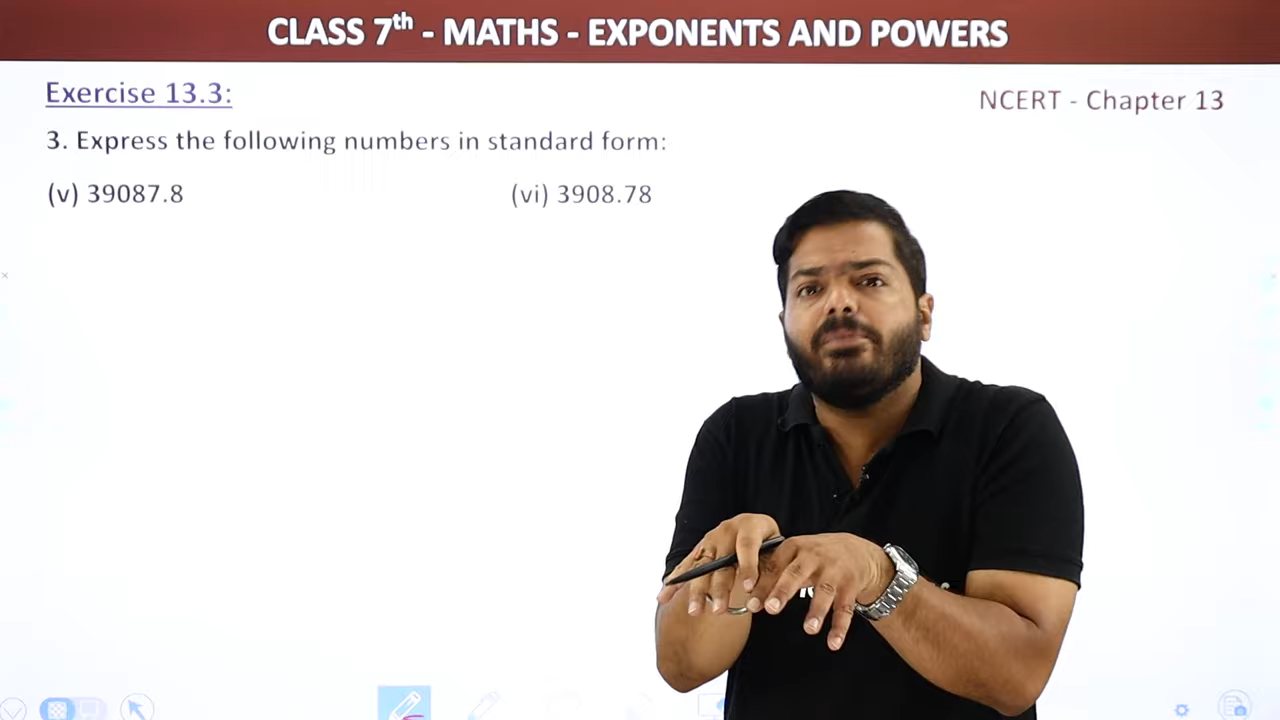 CLASS 7th - MATHS - EXPONENTS AND POWERS
Exercise 13.3:
NCERT - Chapter 13
3. Express the following numbers in standard form:
(v) 39087.8
(vi) 3908.78